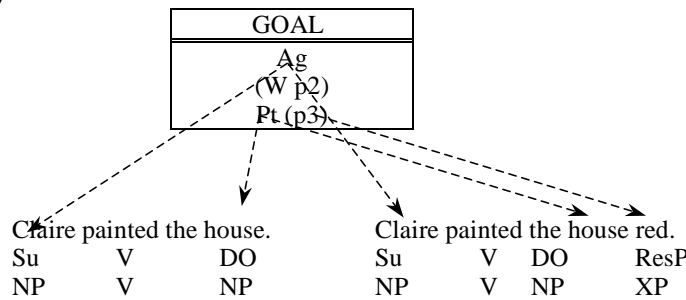 )
GOAL
Ag
(W p2)
Pt (p3)
Claire painted the house. Claire painted the house red.
Su V DO Su V DO ResP
NP V NP NP V NP XP